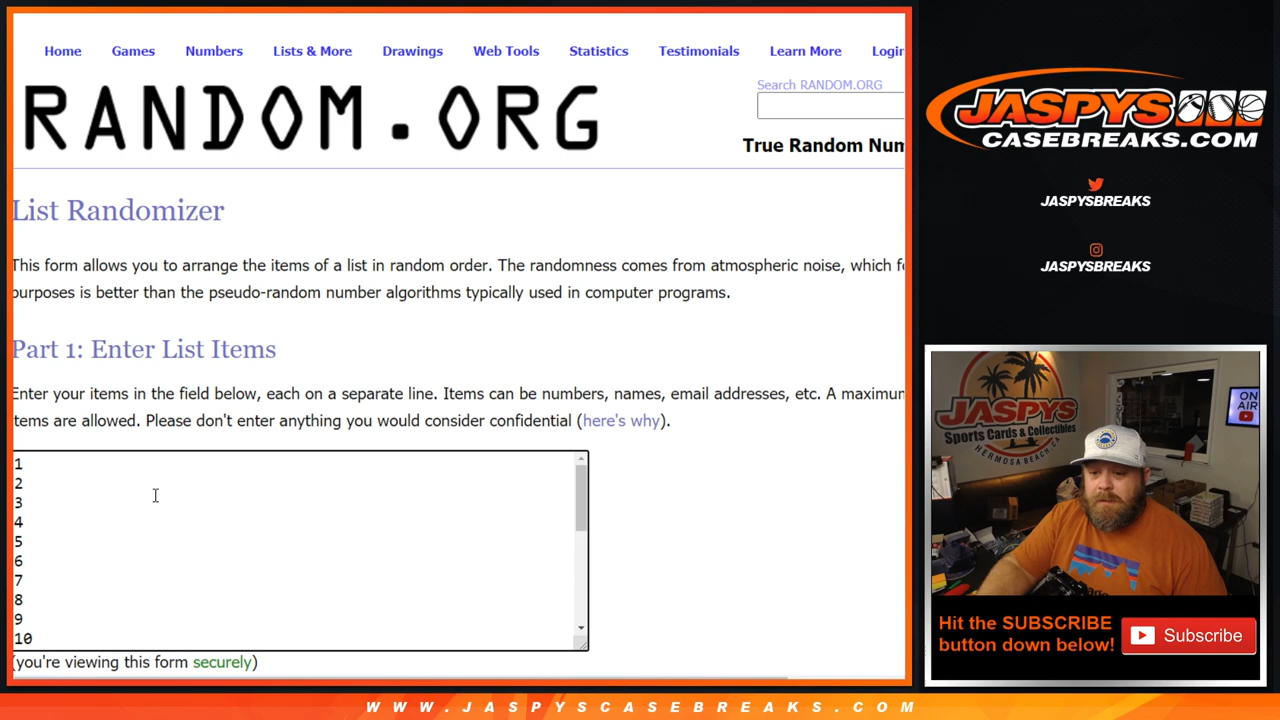 Home Games Numbers Lists & More Drawings Web Tools Statistics Testimonials Learn More Login
RANDOM.ORG
Search RANDOM.ORG
True Random Num
List Randomizer
This form allows you to arrange the items of a list in random order. The randomness comes from atmospheric noise, which f
purposes is better than the pseudo-random number algorithms typically used in computer programs.
Part 1: Enter List Items
Enter your items in the field below, each on a separate line. Items can be numbers, names, email addresses, etc. A maximum
items are allowed. Please don't enter anything you would consider confidential (here's why).
1
2
3
4
5
6
7
8
9
10
(you're viewing this form securely)
JASPYS
CASEBREAKS.COM
JASPYSBREAKS
JASPYSBREAKS
JASPYS
Sports Cards & Collectibles
HERMOSA BEACH, CA
ON
AIR
Hit the SUBSCRIBE
button down below!
Subscribe
WWW.JASPYSCASEBREAKS.COM